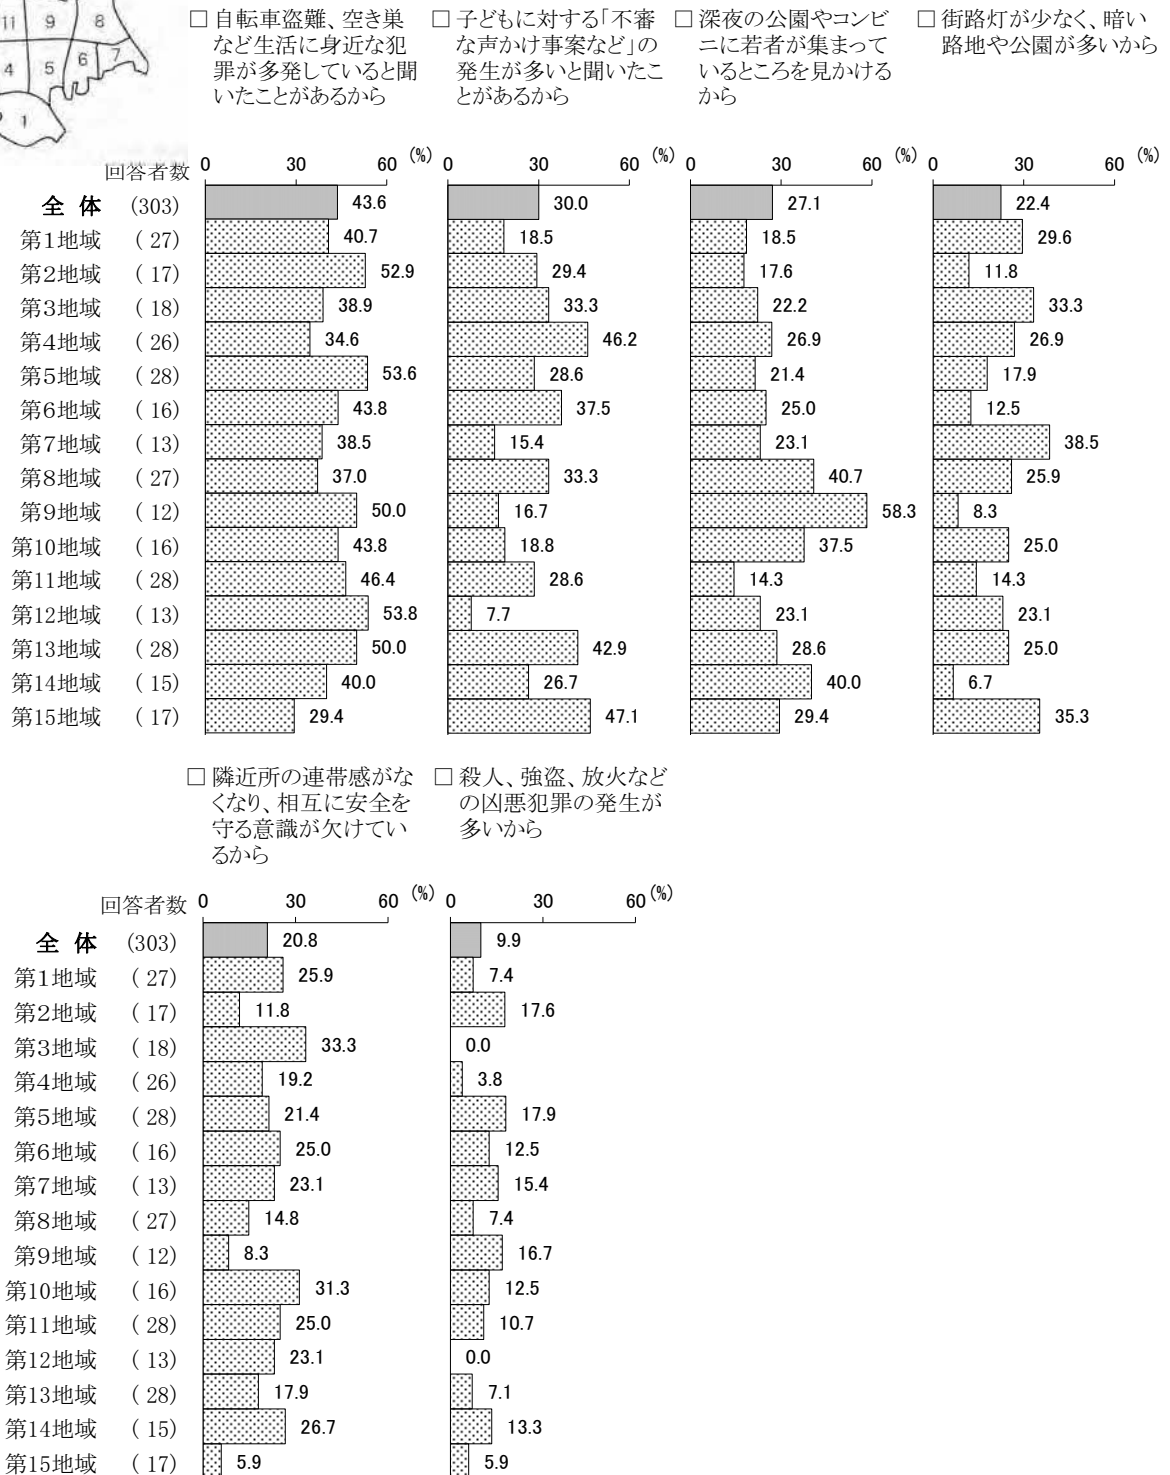 11 9 8
4 5 6 7
1
□ 自転車盗難、空き巣
など生活に身近な犯
罪が多発していると聞
いたことがあるから
□ 子どもに対する「不審
な声かけ事案など」の
発生が多いと聞いたこ
とがあるから
□ 深夜の公園やコンビ
ニに若者が集まって
いるところを見かける
から
□ 街路灯が少なく、暗い
路地や公園が多いから
回答者数 0 30 60 (%) 0 30 60 (%) 0 30 60 (%) 0 30 60 (%)
全 体 (303) 43.6 30.0 27.1 22.4
第1地域 ( 27) 40.7 18.5 18.5 29.6
第2地域 ( 17) 52.9 29.4 17.6 11.8
第3地域 ( 18) 38.9 33.3 22.2 33.3
第4地域 ( 26) 34.6 46.2 26.9 26.9
第5地域 ( 28) 53.6 28.6 21.4 17.9
第6地域 ( 16) 43.8 37.5 25.0 12.5
第7地域 ( 13) 38.5 15.4 23.1 38.5
第8地域 ( 27) 37.0 33.3 40.7 25.9
第9地域 ( 12) 50.0 16.7 58.3 8.3
第10地域 ( 16) 43.8 18.8 37.5 25.0
第11地域 ( 28) 46.4 28.6 14.3 14.3
第12地域 ( 13) 53.8 7.7 23.1 23.1
第13地域 ( 28) 50.0 42.9 28.6 25.0
第14地域 ( 15) 40.0 26.7 40.0 6.7
第15地域 ( 17) 29.4 47.1 29.4 35.3
□ 隣近所の連帯感がな
くなり、相互に安全を
守る意識が欠けてい
るから
□ 殺人、強盗、放火など
の凶悪犯罪の発生が
多いから
回答者数 0 30 60 (%) 0 30 60 (%)
全 体 (303) 20.8 9.9
第1地域 ( 27) 25.9 7.4
第2地域 ( 17) 11.8 17.6
第3地域 ( 18) 33.3 0.0
第4地域 ( 26) 19.2 3.8
第5地域 ( 28) 21.4 17.9
第6地域 ( 16) 25.0 12.5
第7地域 ( 13) 23.1 15.4
第8地域 ( 27) 14.8 7.4
第9地域 ( 12) 8.3 16.7
第10地域 ( 16) 31.3 12.5
第11地域 ( 28) 25.0 10.7
第12地域 ( 13) 23.1 0.0
第13地域 ( 28) 17.9 7.1
第14地域 ( 15) 26.7 13.3
第15地域 ( 17) 5.9 5.9